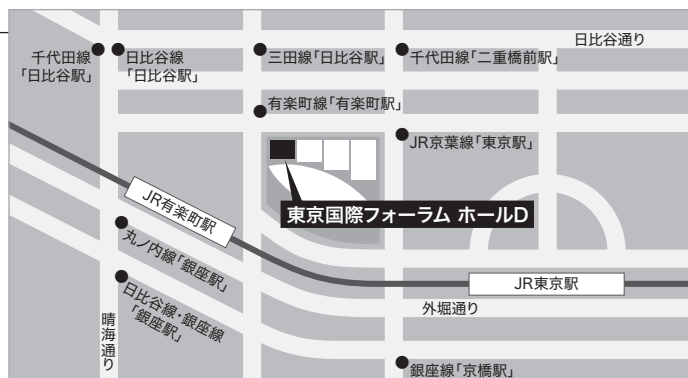 日比谷通り
千代田線
「日比谷駅」
日比谷線
「日比谷駅」
三田線「日比谷駅」
千代田線「二重橋前駅」
有楽町線「有楽町駅」
JR京葉線「東京駅」
東京国際フォーラム ホールD
JR有楽町駅
丸ノ内線「銀座駅」
JR東京駅
日比谷線・銀座線
「銀座駅」
外堀通り
晴海通り
銀座線「京橋駅」